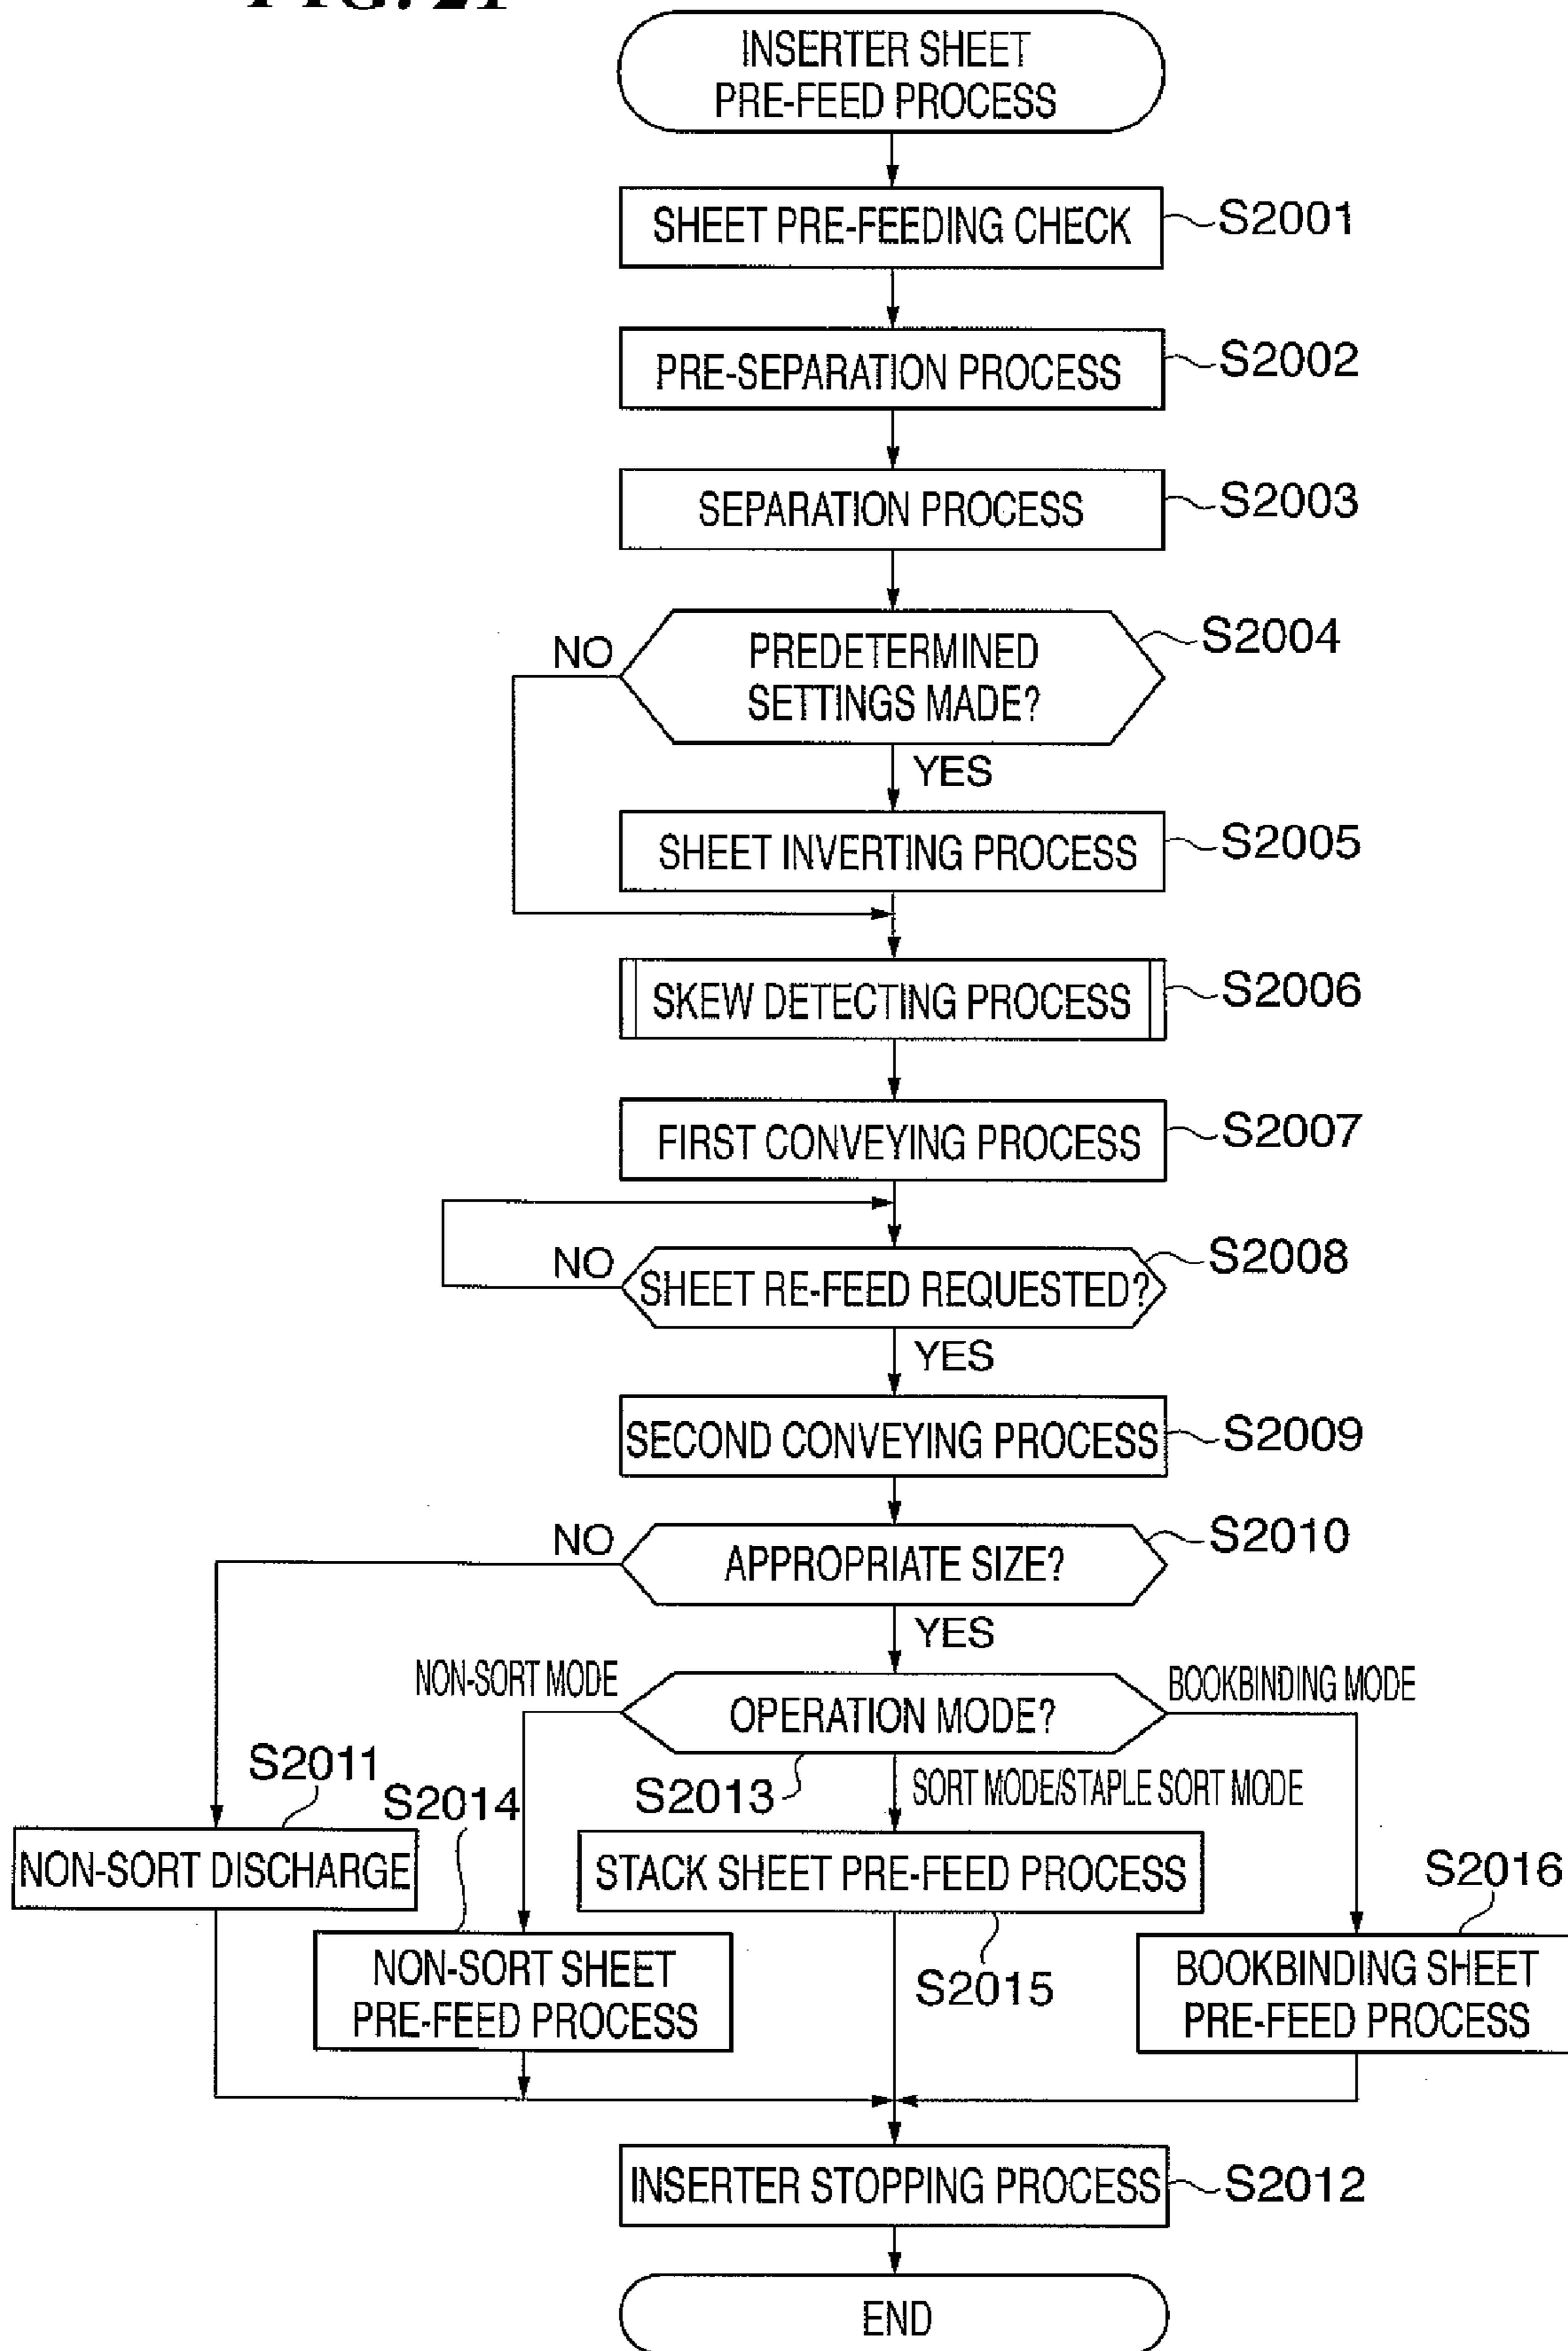 INSERTER SHEET
PRE-FEED PROCESS
SHEET PRE-FEEDING CHECK
S2001
PRE-SEPARATION PROCESS
S2002
SEPARATION PROCESS
S2003
NO
PREDETERMINED
SETTINGS MADE?
S2004
YES
SHEET INVERTING PROCESS
S2005
SKEW DETECTING PROCESS
S2006
FIRST CONVEYING PROCESS
S2007
NO
SHEET RE-FEED REQUESTED?
S2008
YES
SECOND CONVEYING PROCESS
S2009
NO
APPROPRIATE SIZE?
S2010
YES
NON-SORT MODE
OPERATION MODE?
BOOKBINDING MODE
S2011
S2014
S2013
SORT MODE/STAPLE SORT MODE
NON-SORT DISCHARGE
STACK SHEET PRE-FEED PROCESS
S2016
NON-SORT SHEET
PRE-FEED PROCESS
S2015
BOOKBINDING SHEET
PRE-FEED PROCESS
INSERTER STOPPING PROCESS
S2012
END